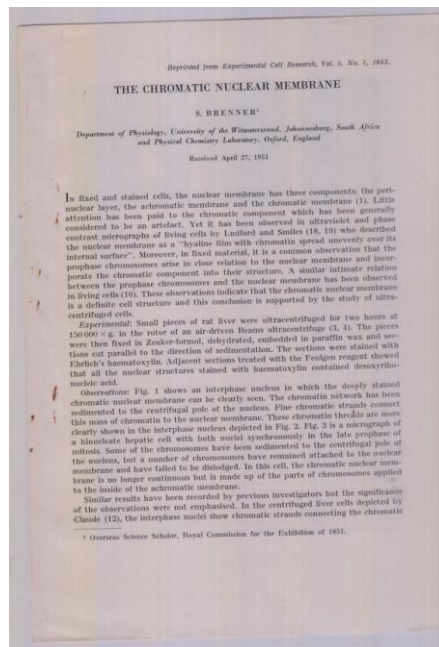 Reprinted from Experimental Cell Research, Vol. 5, No. 1, 1953.
THE CHROMATIC NUCLEAR MEMBRANE
S. BRENNER¹
Department of Physiology, University of the Witwatersrand, Johannesburg, South Africa
and Physical Chemistry Laboratory, Oxford, England
Received April 27, 1953
In fixed and stained cells, the nuclear membrane has three components; the peri-
nuclear layer, the achromatic membrane and the chromatic membrane (1). Little
attention has been paid to the chromatic component which has been generally
considered to be an artefact. Yet it has been observed in ultraviolet and phase
contrast micrographs of living cells by Ludford and Smiles (18, 19) who described
the nuclear membrane as a "hyaline film with chromatin spread unevenly over its
internal surface". Moreover, in fixed material, it is a common observation that the
prophase chromosomes arise in close relation to the nuclear membrane and incor-
porate the chromatic component into their structure. A similar intimate relation
between the prophase chromosomes and the nuclear membrane has been observed
in living cells (16). These observations indicate that the chromatic nuclear membrane
is a definite cell structure and this conclusion is supported by the study of ultra-
centrifuged cells.
Experimental: Small pieces of rat liver were ultracentrifuged for two hours at
150 000 × g. in the rotor of an air-driven Beams ultracentrifuge (3, 4). The pieces
were then fixed in Zenker-formol, dehydrated, embedded in paraffin wax and sec-
tions cut parallel to the direction of sedimentation. The sections were stained with
Ehrlich's haematoxylin. Adjacent sections treated with the Feulgen reagent shewed
that all the nuclear structures stained with haematoxylin contained desoxyribo-
nucleic acid.
Observations: Fig. 1 shows an interphase nucleus in which the deeply stained
chromatic nuclear membrane can be clearly seen. The chromatin network has been
sedimented to the centrifugal pole of the nucleus. Fine chromatic strands connect
this mass of chromatin to the nuclear membrane. These chromatin threads are more
clearly shown in the interphase nucleus depicted in Fig. 2. Fig. 3 is a micrograph of
a binucleate hepatic cell with both nuclei synchronously in the late prophase of
mitosis. Some of the chromosomes have been sedimented to the centrifugal pole of
the nucleus, but a number of chromosomes have remained attached to the nuclear
membrane and have failed to be dislodged. In this cell, the chromatic nuclear mem-
brane is no longer continuous but is made up of the parts of chromosomes applied
to the inside of the achromatic membrane.
Similar results have been recorded by previous investigators but the significance
of the observations were not emphasised. In the centrifuged liver cells depicted by
Claude (12), the interphase nuclei shew chromatic strands connecting the chromatic
¹ Overseas Science Scholar, Royal Commission for the Exhibition of 1851.